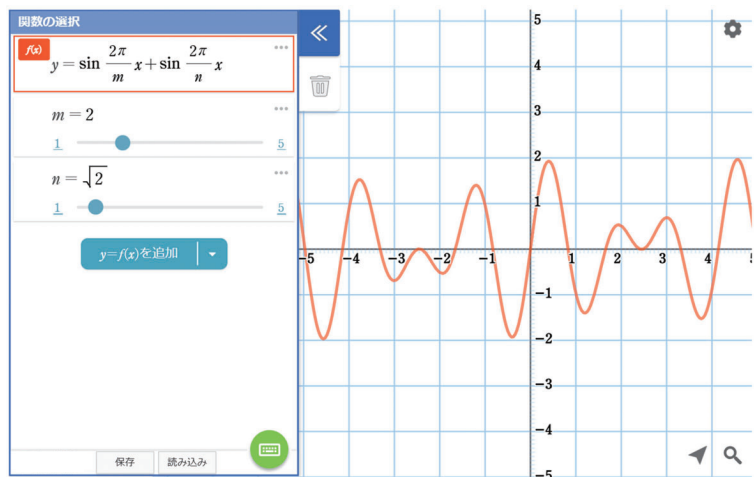 関数の選択
f(x)
y = sin 2π/m x + sin 2π/n x
m = 2
1 5
n = √2
1 5
y=f(x)を追加
保存 読み込み
5
4
3
2
1
-5 -4 -3 -2 -1 1 2 3 4 5
-1
-2
-3
-4
-5